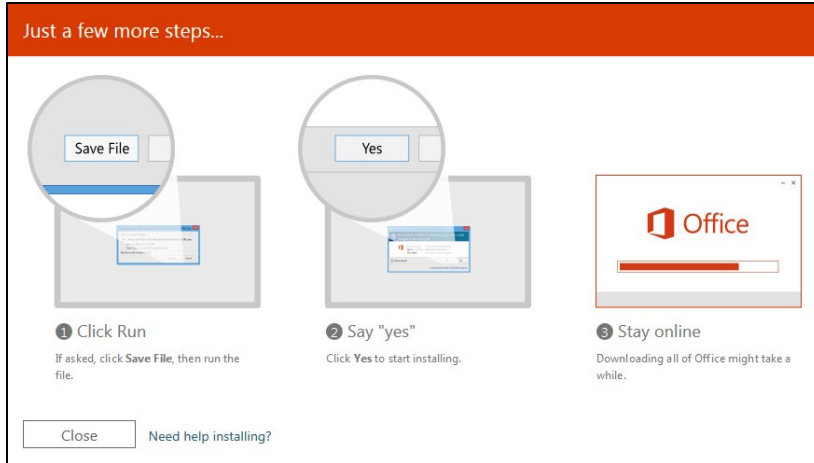 Just a few more steps...
Save File
Yes
Office
1 Click Run
If asked, click Save File, then run the
file.
2 Say "yes"
Click Yes to start installing.
3 Stay online
Downloading all of Office might take a
while.
Close
Need help installing?